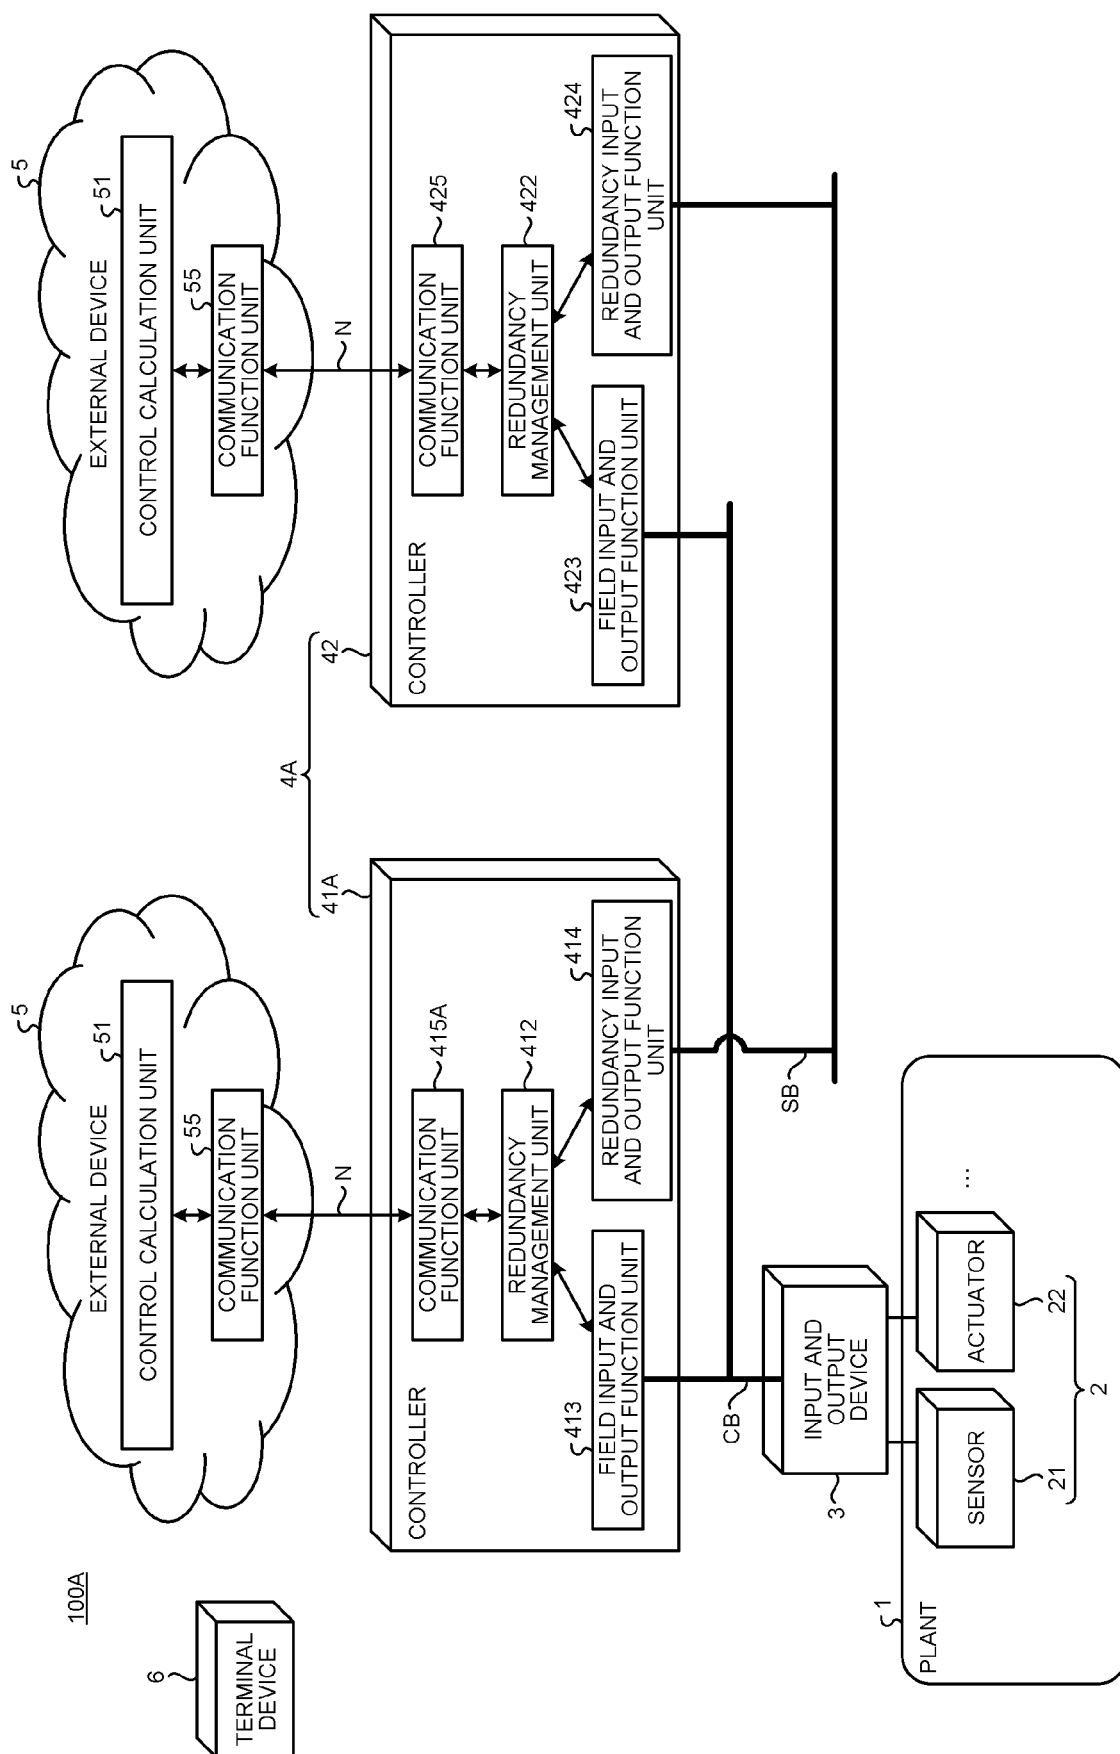 100A
6
TERMINAL
DEVICE
5
EXTERNAL DEVICE
51
CONTROL CALCULATION UNIT
55
COMMUNICATION
FUNCTION UNIT
N
5
EXTERNAL DEVICE
51
CONTROL CALCULATION UNIT
55
COMMUNICATION
FUNCTION UNIT
N
4A
41A
CONTROLLER
415A
COMMUNICATION
FUNCTION UNIT
412
REDUNDANCY
MANAGEMENT UNIT
413
FIELD INPUT AND
OUTPUT FUNCTION UNIT
414
REDUNDANCY INPUT
AND OUTPUT FUNCTION
UNIT
42
CONTROLLER
425
COMMUNICATION
FUNCTION UNIT
422
REDUNDANCY
MANAGEMENT UNIT
423
FIELD INPUT AND
OUTPUT FUNCTION UNIT
424
REDUNDANCY INPUT
AND OUTPUT FUNCTION
UNIT
CB
SB
3
INPUT AND
OUTPUT
DEVICE
1
PLANT
SENSOR
21
ACTUATOR
22
...
2